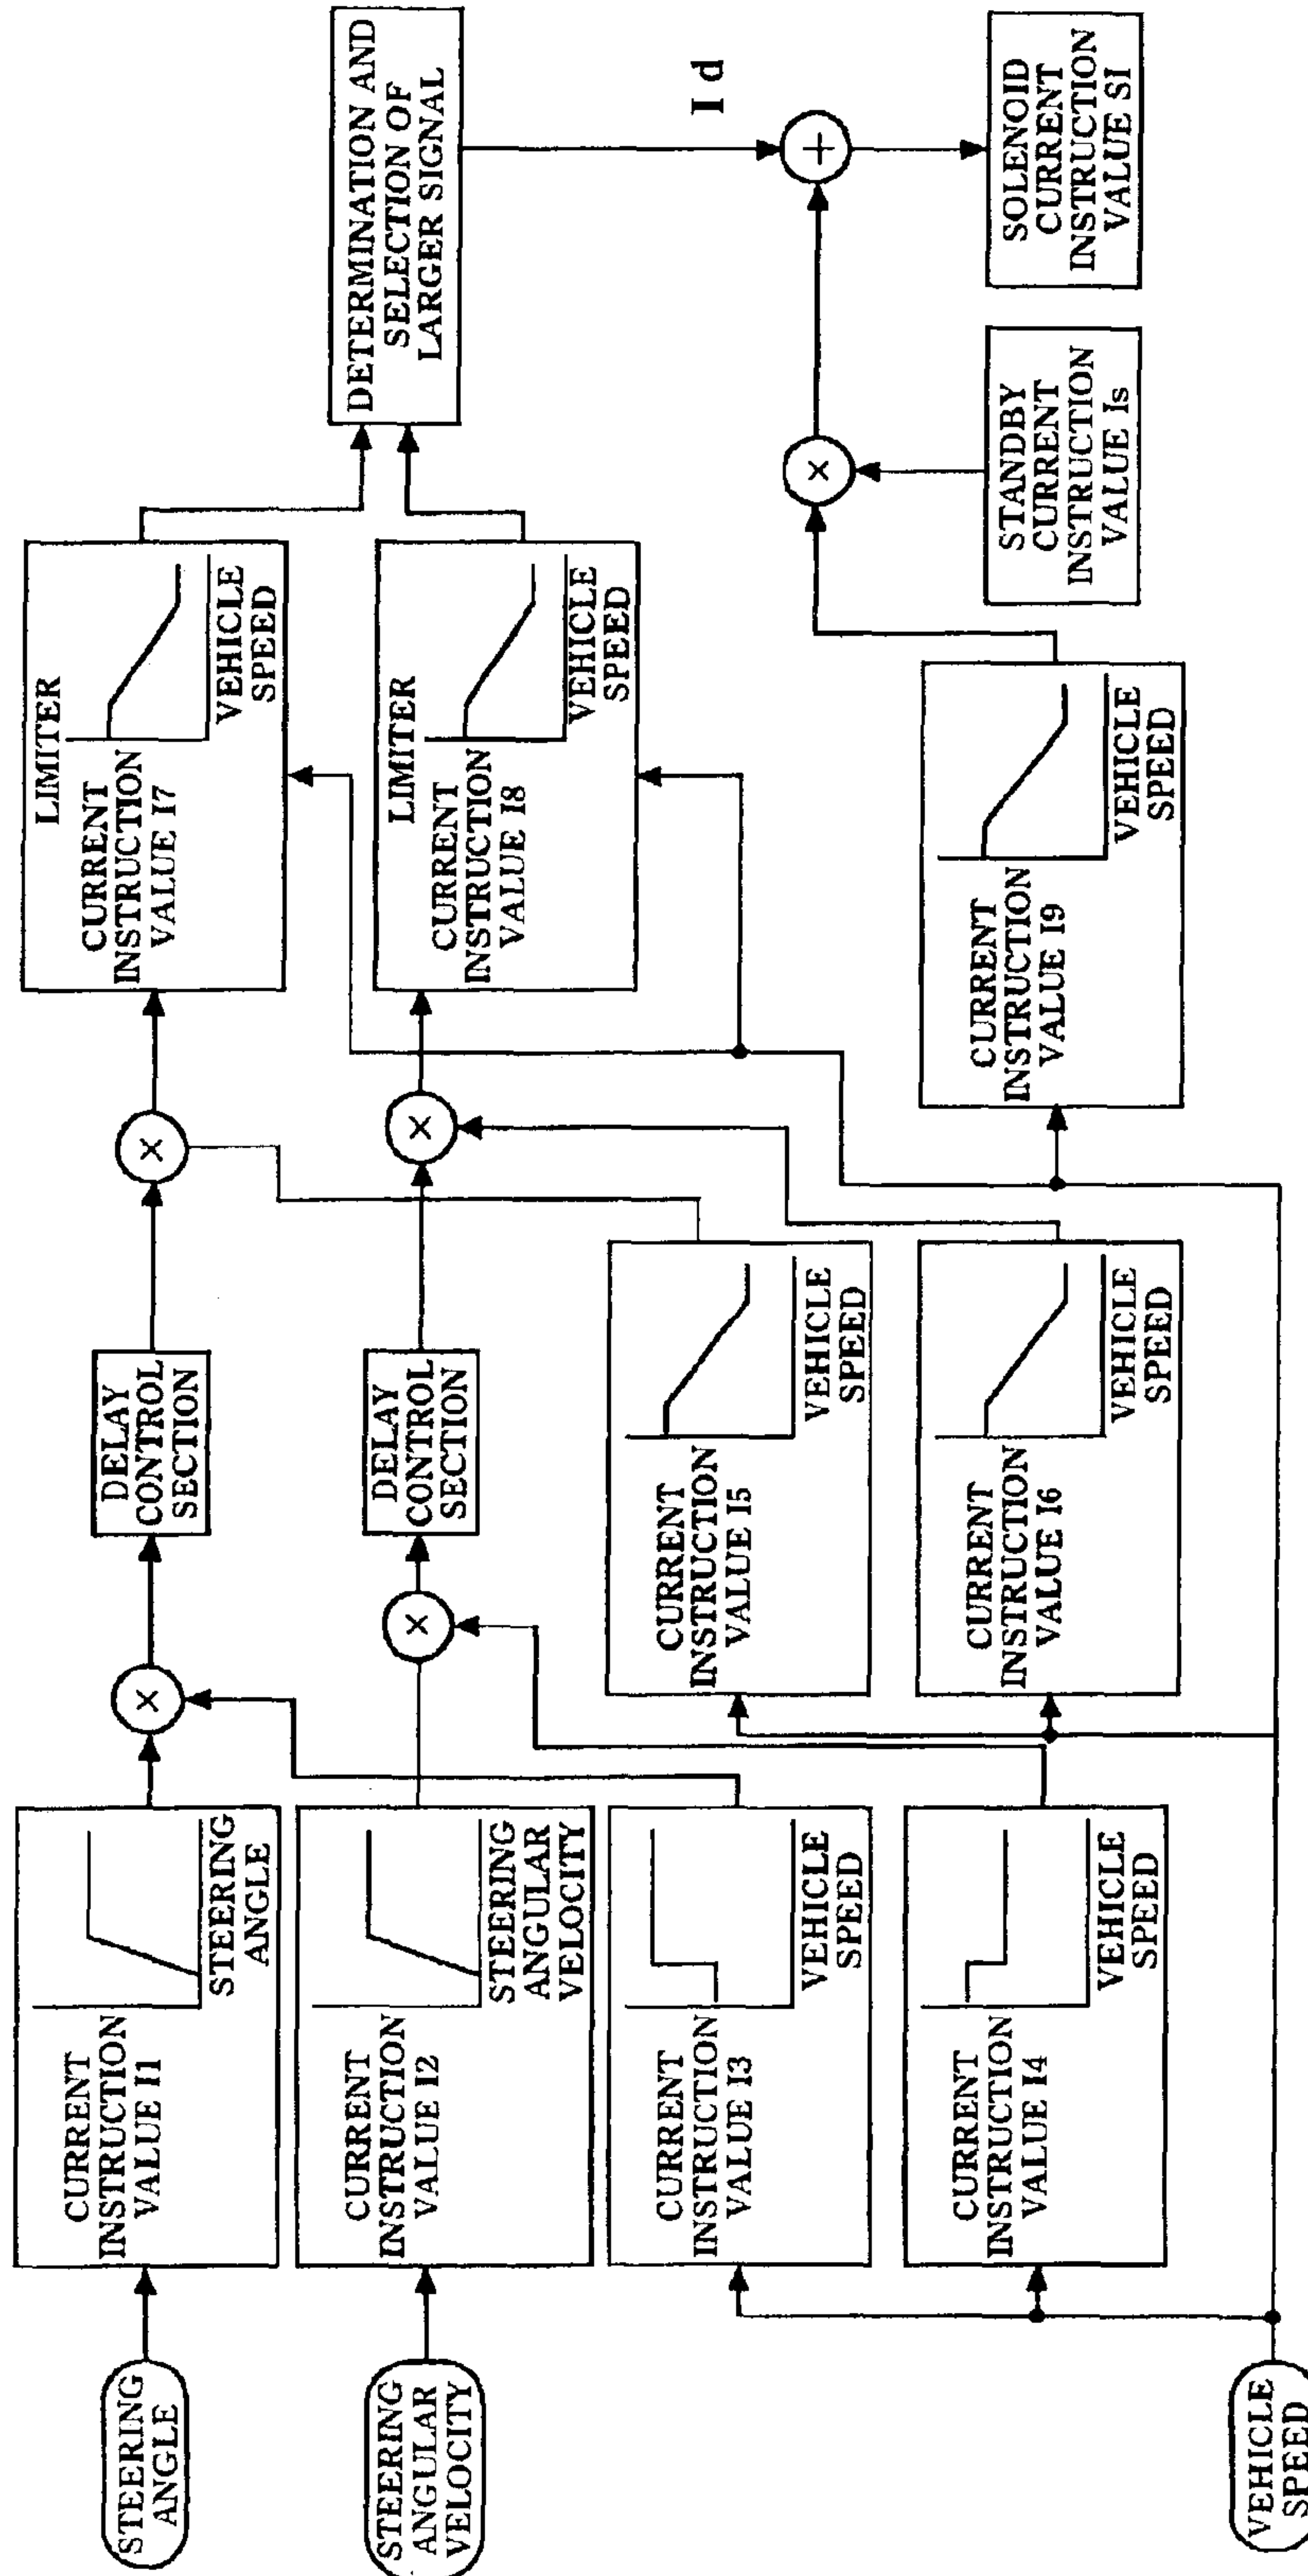 STEERING
ANGLE
STEERING
ANGULAR
VELOCITY
VEHICLE
SPEED
CURRENT
INSTRUCTION
VALUE I1
STEERING
ANGLE
CURRENT
INSTRUCTION
VALUE I2
STEERING
ANGULAR
VELOCITY
CURRENT
INSTRUCTION
VALUE I3
VEHICLE
SPEED
CURRENT
INSTRUCTION
VALUE I4
VEHICLE
SPEED
×
×
DELAY
CONTROL
SECTION
DELAY
CONTROL
SECTION
CURRENT
INSTRUCTION
VALUE I5
VEHICLE
SPEED
CURRENT
INSTRUCTION
VALUE I6
VEHICLE
SPEED
×
×
LIMITER
CURRENT
INSTRUCTION
VALUE I7
VEHICLE
SPEED
LIMITER
CURRENT
INSTRUCTION
VALUE I8
VEHICLE
SPEED
CURRENT
INSTRUCTION
VALUE I9
VEHICLE
SPEED
DETERMINATION AND
SELECTION OF
LARGER SIGNAL
I d
×
+
STANDBY
CURRENT
INSTRUCTION
VALUE Is
SOLENOID
CURRENT
INSTRUCTION
VALUE SI